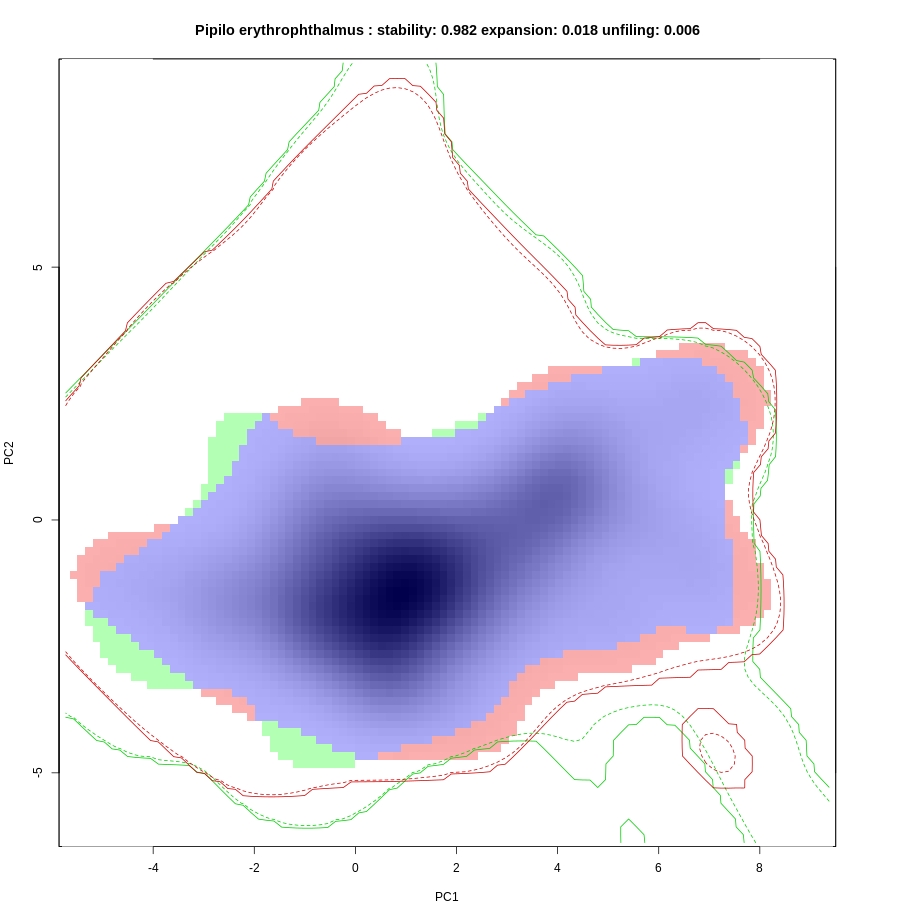 Pipilo erythrophthalmus : stability: 0.982 expansion: 0.018 unfiling: 0.006
5
PC2
0
-5
-4 -2 0 2 4 6 8
PC1